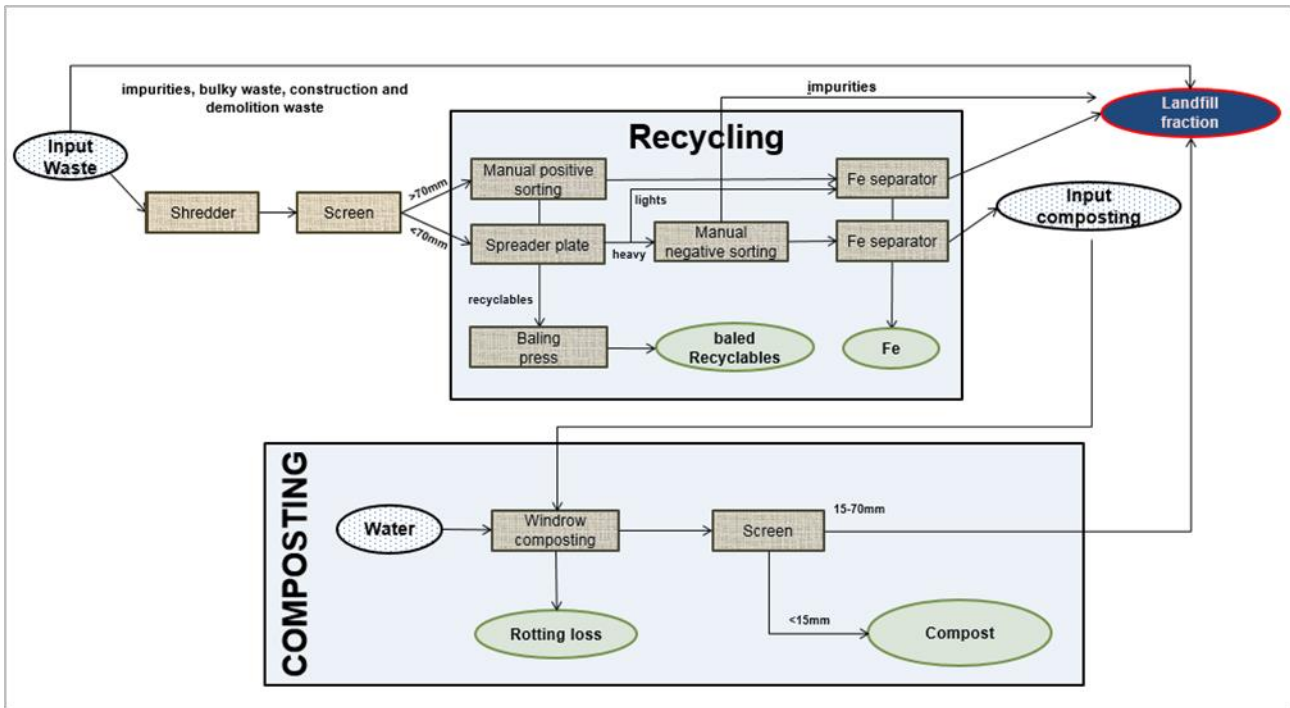 impurities, bulky waste, construction and
demolition waste
impurities
Landfill
fraction
Input
Waste
Recycling
Manual positive
sorting
Fe separator
>70mm
lights
Input
composting
Shredder
Screen
<70mm
Spreader plate
heavy
Manual
negative sorting
Fe separator
recyclables
Baling
press
baled
Recyclables
Fe
COMPOSTING
Water
Windrow
composting
Screen
15-70mm
Rotting loss
<15mm
Compost